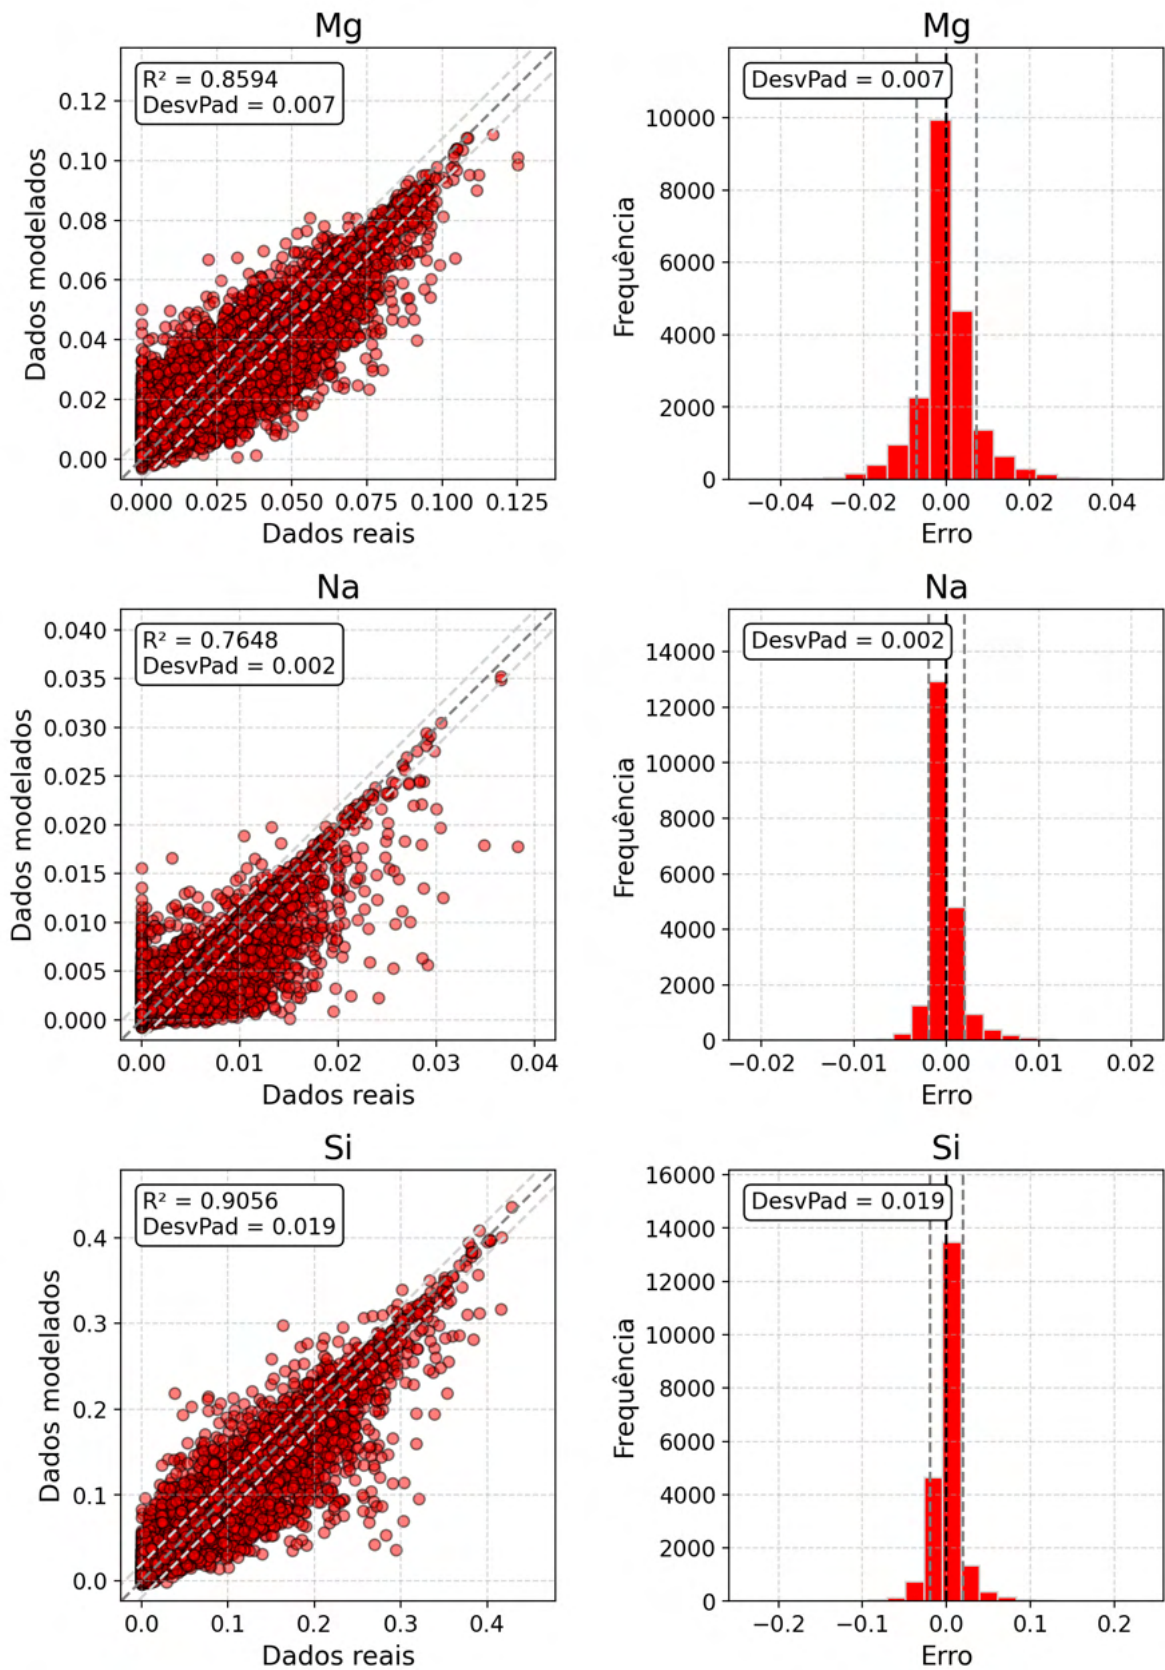 Mg
R² = 0.8594
DesvPad = 0.007
0.12
0.10
0.08
0.06
0.04
0.02
0.00
Dados modelados
0.000 0.025 0.050 0.075 0.100 0.125
Dados reais
Mg
DesvPad = 0.007
10000
8000
6000
4000
2000
0
Frequência
−0.04 −0.02 0.00 0.02 0.04
Erro
Na
R² = 0.7648
DesvPad = 0.002
0.040
0.035
0.030
0.025
0.020
0.015
0.010
0.005
0.000
Dados modelados
0.00 0.01 0.02 0.03 0.04
Dados reais
Na
DesvPad = 0.002
14000
12000
10000
8000
6000
4000
2000
0
Frequência
−0.02 −0.01 0.00 0.01 0.02
Erro
Si
R² = 0.9056
DesvPad = 0.019
0.4
0.3
0.2
0.1
0.0
Dados modelados
0.0 0.1 0.2 0.3 0.4
Dados reais
Si
DesvPad = 0.019
16000
14000
12000
10000
8000
6000
4000
2000
0
Frequência
−0.2 −0.1 0.0 0.1 0.2
Erro